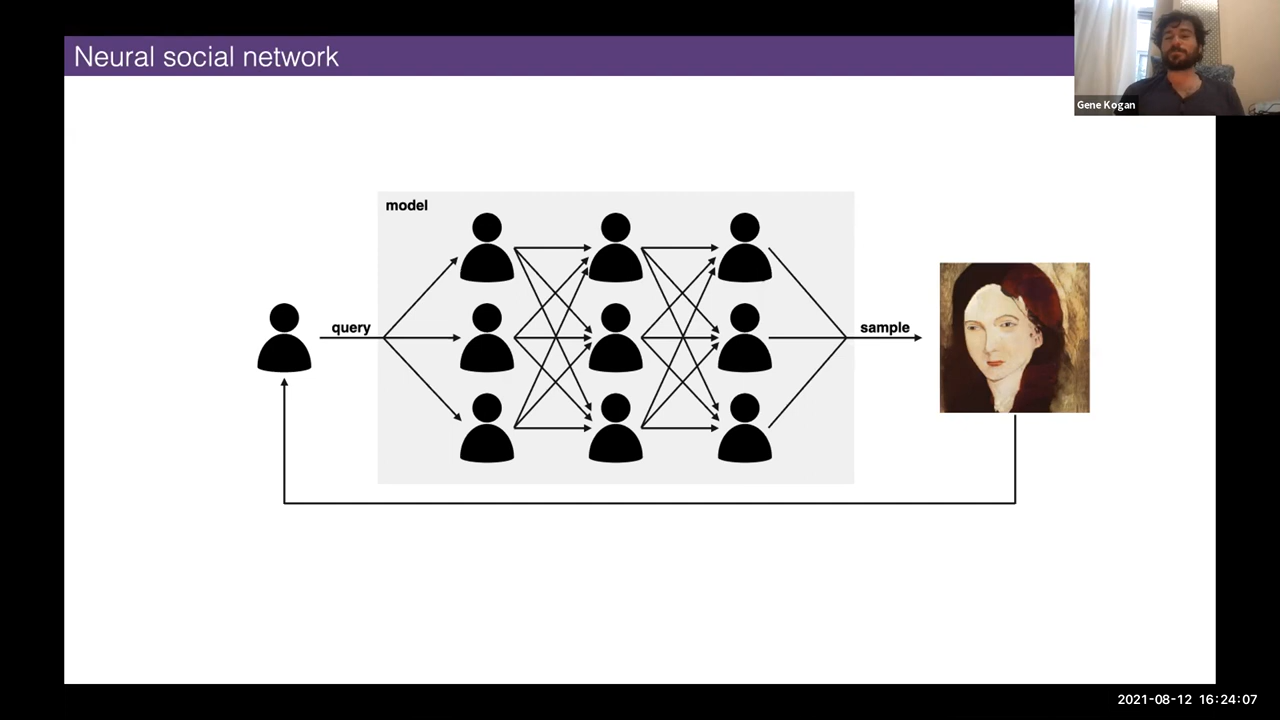 Neural social network
Gene Kogan
model
query
sample
2021-08-12 16:24:07